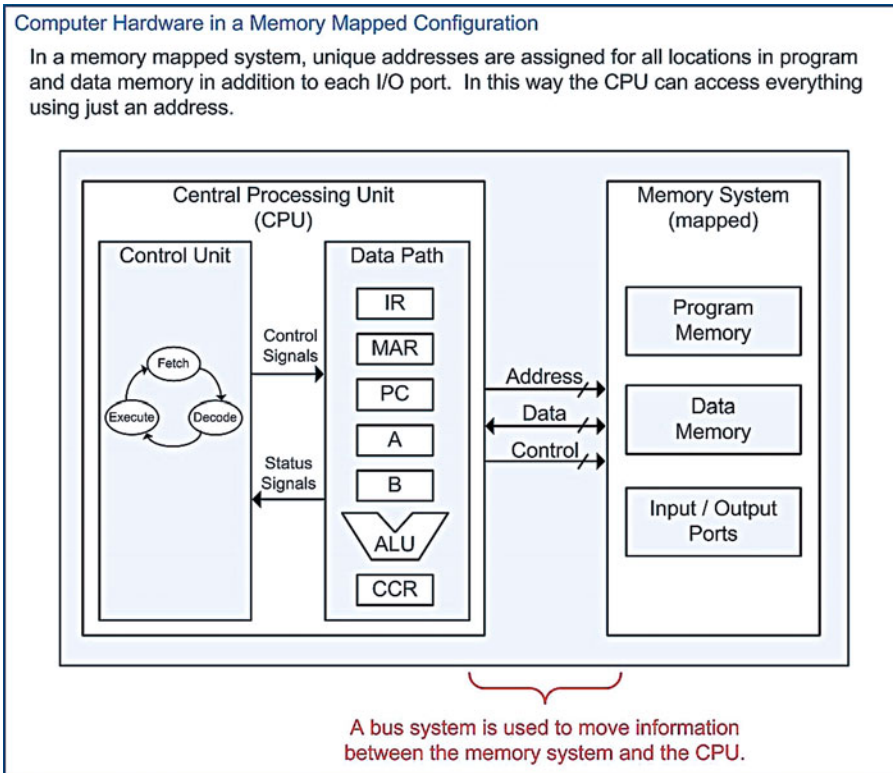 Computer Hardware in a Memory Mapped Configuration
In a memory mapped system, unique addresses are assigned for all locations in program
and data memory in addition to each I/O port.  In this way the CPU can access everything
using just an address.
Central Processing Unit
(CPU)
Control Unit
Fetch
Execute
Decode
Control
Signals
Status
Signals
Data Path
IR
MAR
PC
A
B
ALU
CCR
Address
Data
Control
Memory System
(mapped)
Program
Memory
Data
Memory
Input / Output
Ports
A bus system is used to move information
between the memory system and the CPU.